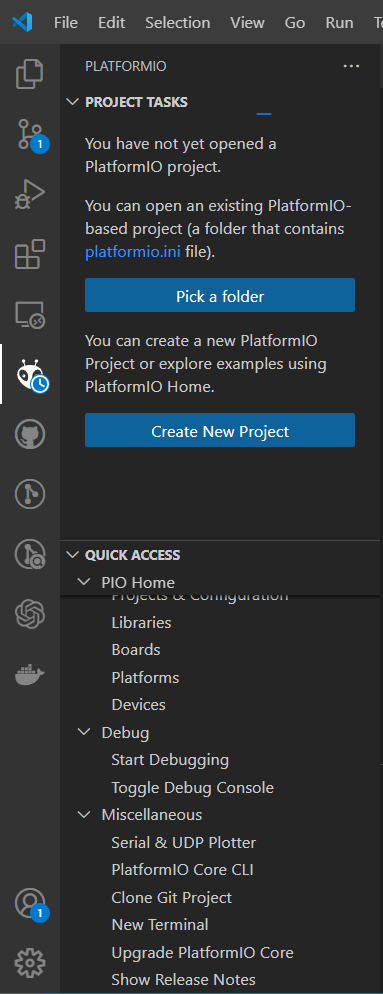 File Edit Selection View Go Run
PLATFORMIO
PROJECT TASKS
You have not yet opened a
PlatformIO project.
You can open an existing PlatformIO-
based project (a folder that contains
platformio.ini file).
Pick a folder
You can create a new PlatformIO
Project or explore examples using
PlatformIO Home.
Create New Project
QUICK ACCESS
PIO Home
Projects & Configuration
Libraries
Boards
Platforms
Devices
Debug
Start Debugging
Toggle Debug Console
Miscellaneous
Serial & UDP Plotter
PlatformIO Core CLI
Clone Git Project
New Terminal
Upgrade PlatformIO Core
Show Release Notes
1
1